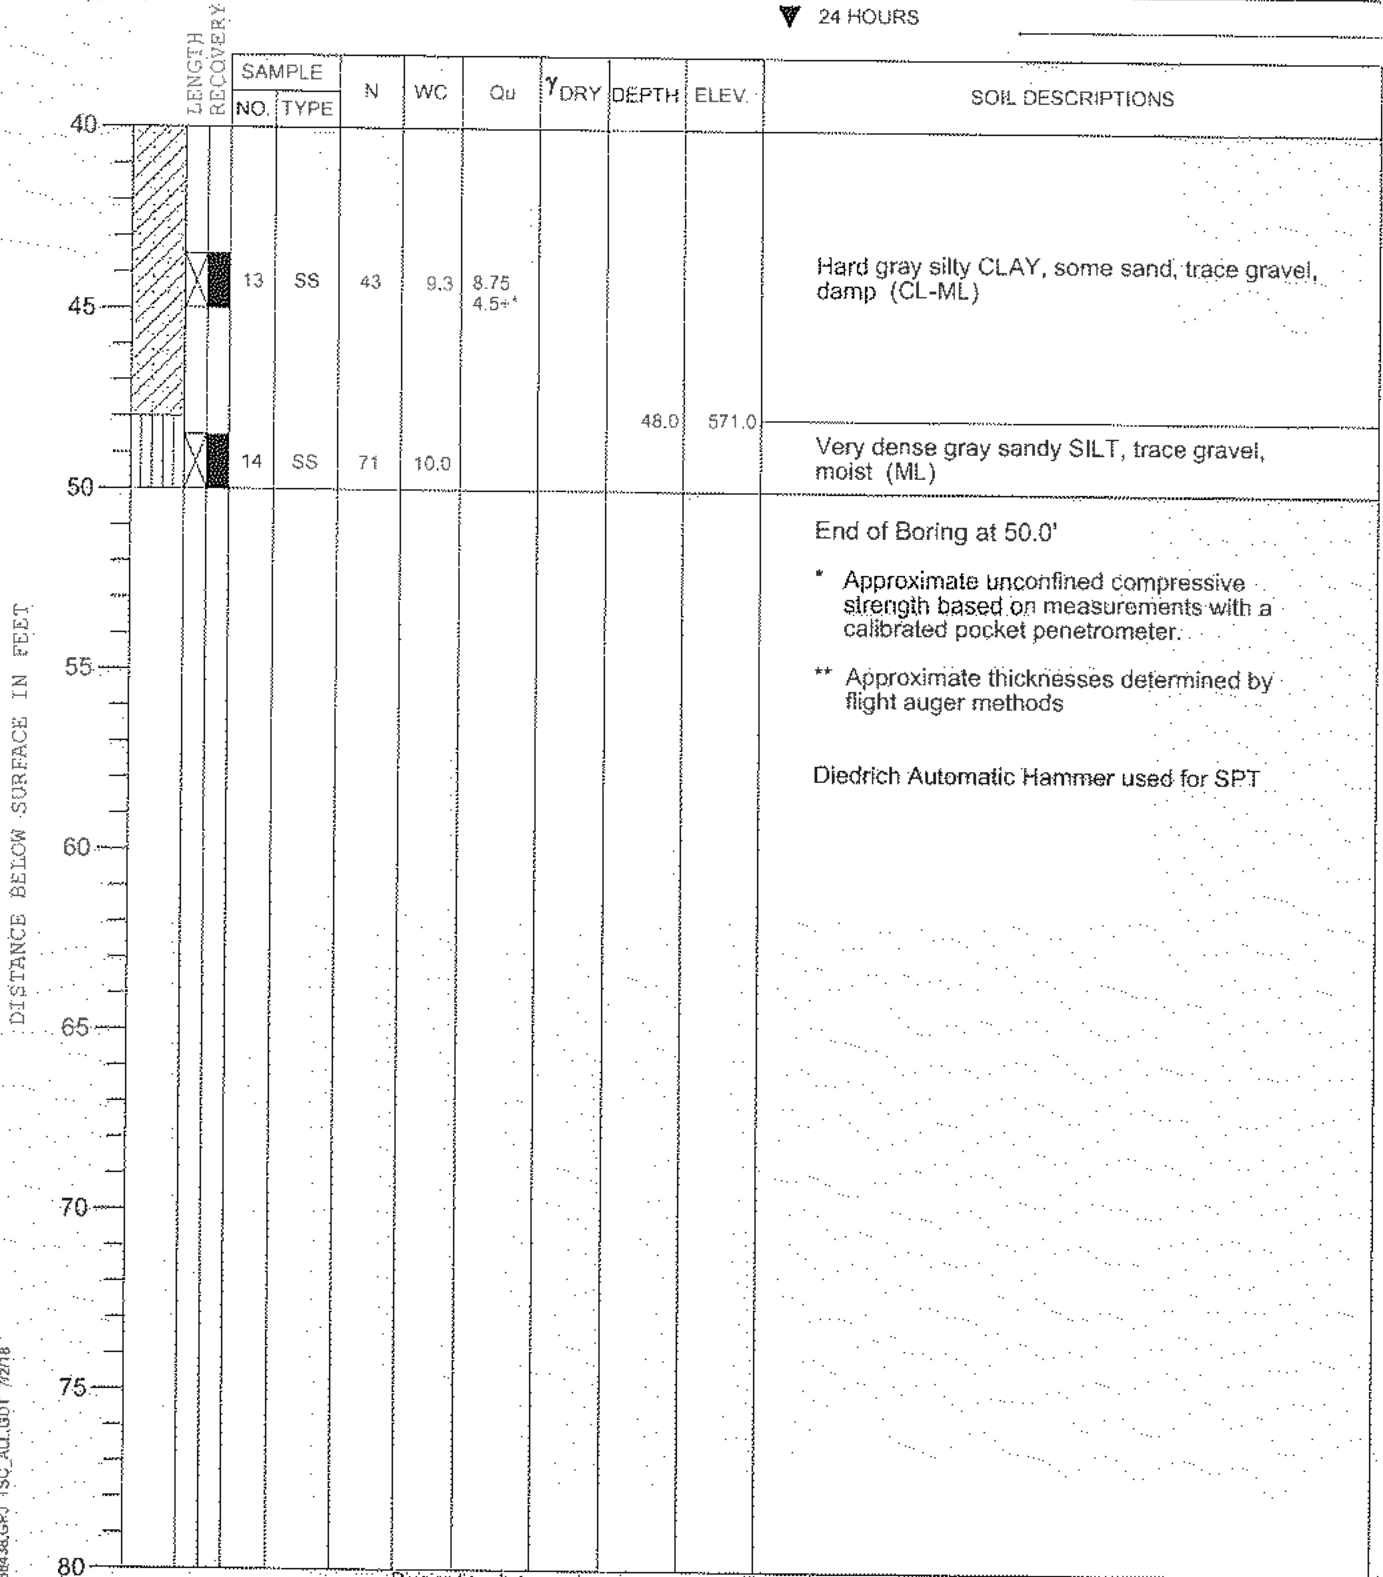 24 HOURS
LENGTH
RECOVERY
SAMPLE
NO. TYPE N WC Qu γDRY DEPTH ELEV. SOIL DESCRIPTIONS
40
13 SS 43 9.3 8.75
4.5+*
Hard gray silty CLAY, some sand, trace gravel,
damp (CL-ML)
45
48.0 571.0
14 SS 71 10.0
Very dense gray sandy SILT, trace gravel,
moist (ML)
50
End of Boring at 50.0'
* Approximate unconfined compressive
strength based on measurements with a
calibrated pocket penetrometer.
** Approximate thicknesses determined by
flight auger methods
Diedrich Automatic Hammer used for SPT
55
60
65
70
75
80
DISTANCE BELOW SURFACE IN FEET